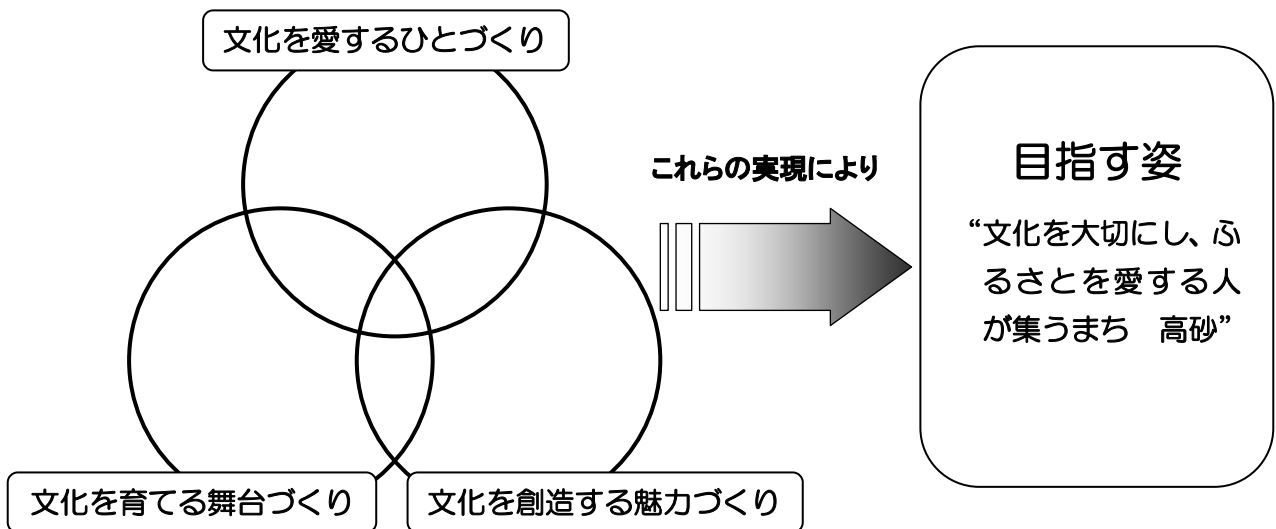 文化を愛するひとづくり
これらの実現により
目指す姿
“文化を大切にし、ふ
るさとを愛する人
が集うまち　高砂”
文化を育てる舞台づくり
文化を創造する魅力づくり